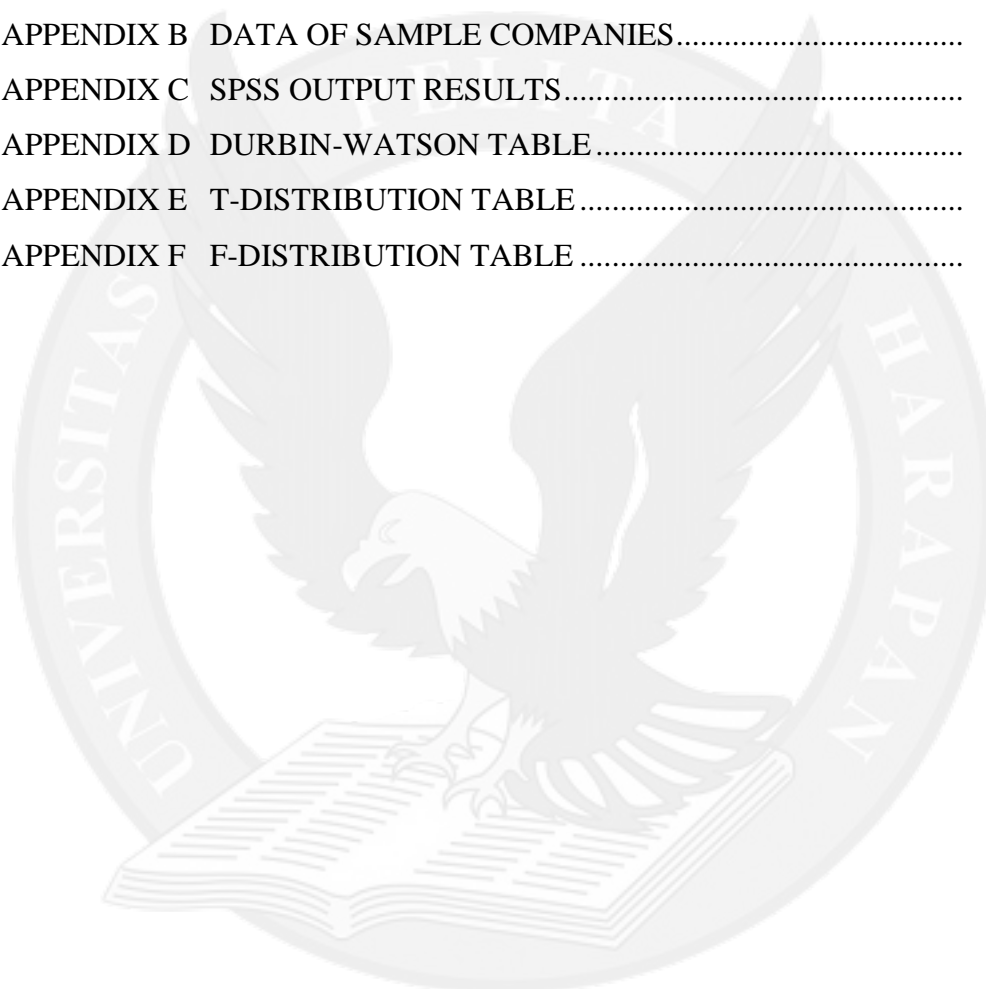 APPENDIX B DATA OF SAMPLE COMPANIES...................................
APPENDIX C SPSS OUTPUT RESULTS..................................................
APPENDIX D DURBIN-WATSON TABLE..............................................
APPENDIX E T-DISTRIBUTION TABLE................................................
APPENDIX F F-DISTRIBUTION TABLE................................................
UNIVERSITAS PELITA HARAPAN